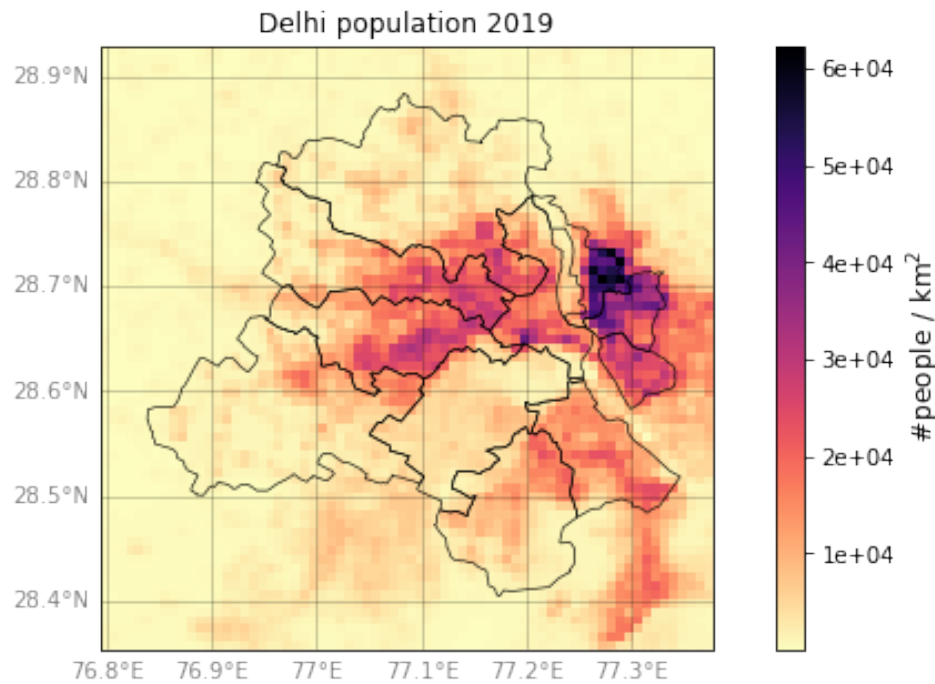 Delhi population 2019
28.9°N
28.8°N
28.7°N
28.6°N
28.5°N
28.4°N
76.8°E 76.9°E 77°E 77.1°E 77.2°E 77.3°E
6e+04
5e+04
4e+04
3e+04
2e+04
1e+04
#people / km²